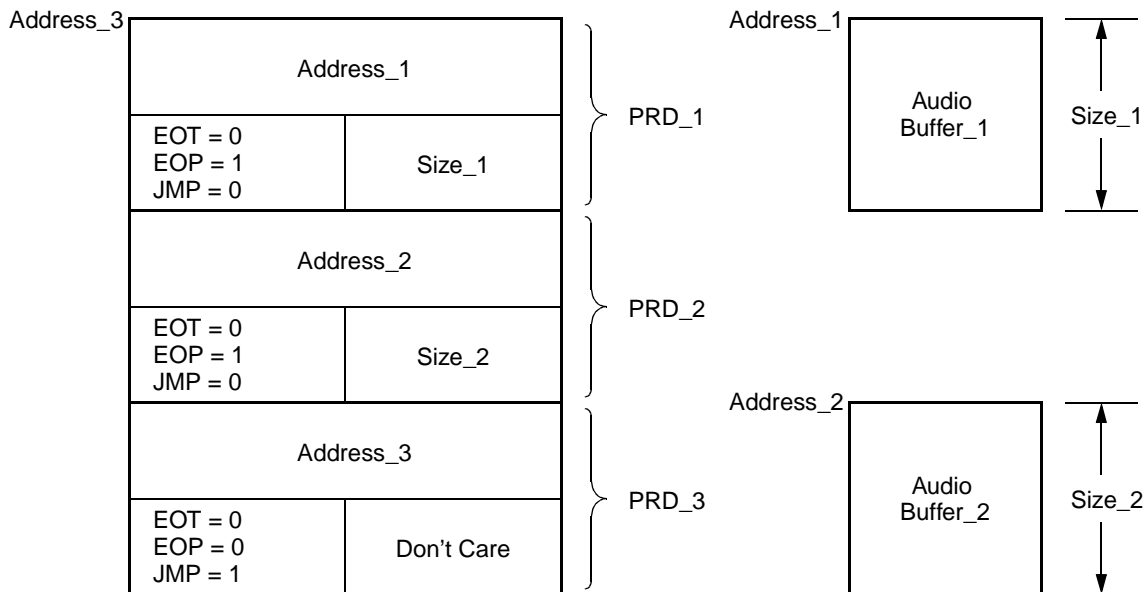 Address_3
Address_1
EOT = 0
EOP = 1
JMP = 0
Size_1
PRD_1
Address_2
EOT = 0
EOP = 1
JMP = 0
Size_2
PRD_2
Address_3
EOT = 0
EOP = 0
JMP = 1
Don't Care
PRD_3
Address_1
Audio
Buffer_1
Size_1
Address_2
Audio
Buffer_2
Size_2